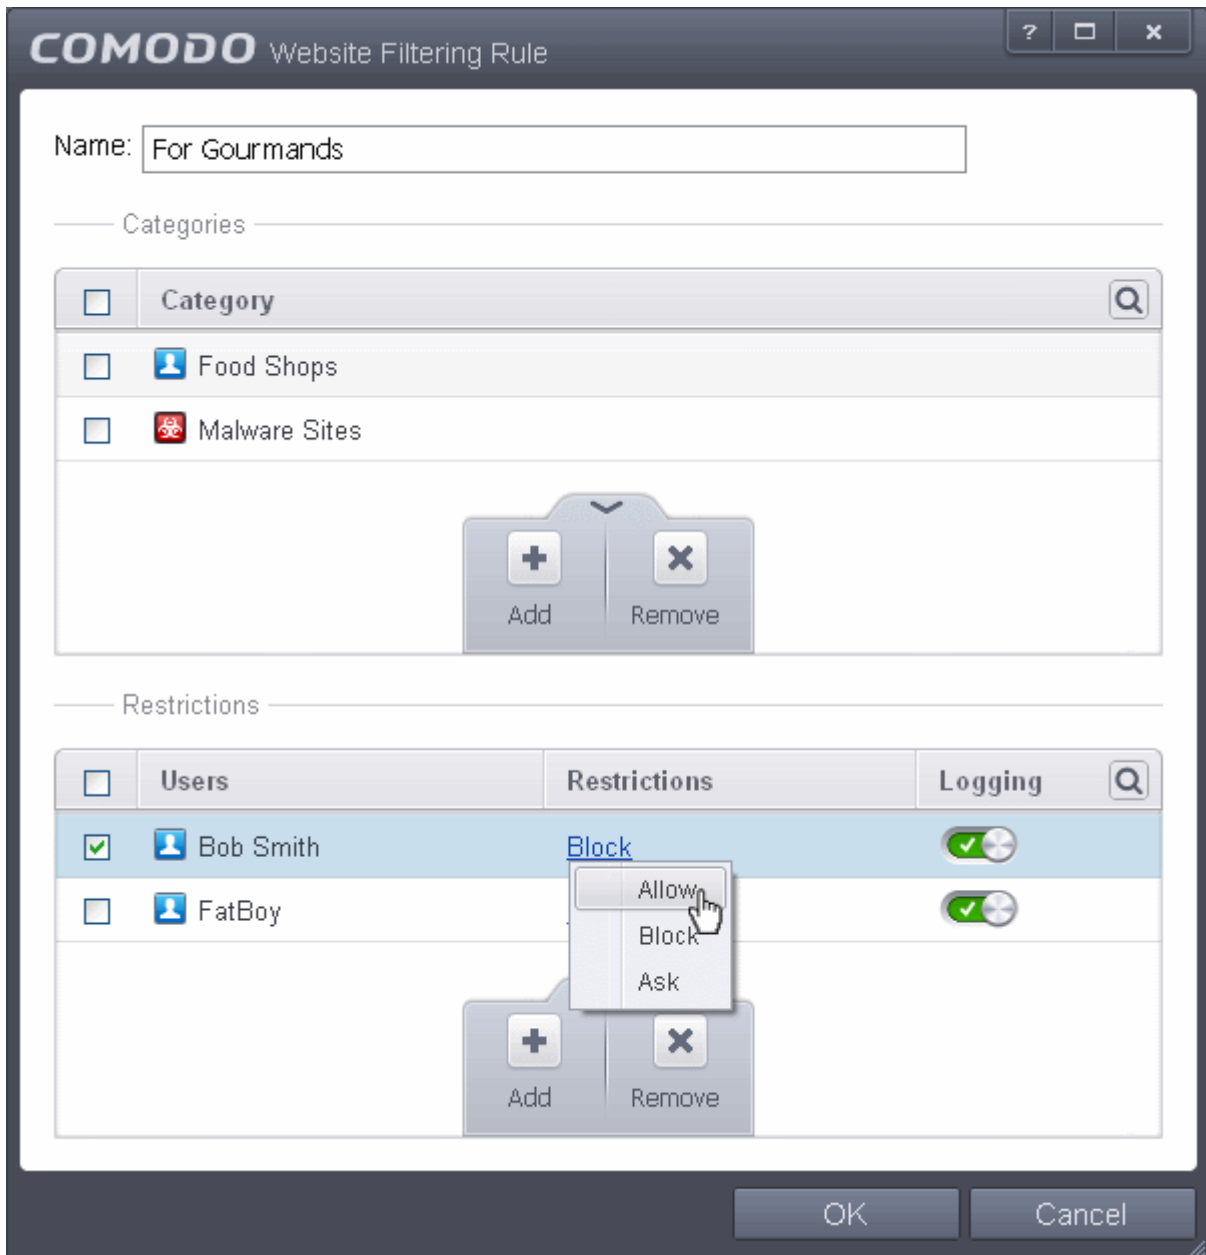 COMODO Website Filtering Rule ?
Name: For Gourmands
Categories
Category
Food Shops
Malware Sites
Add Remove
Restrictions
Users Restrictions Logging
Bob Smith Block
Allow
FatBoy
Block
Ask
Add Remove
OK Cancel